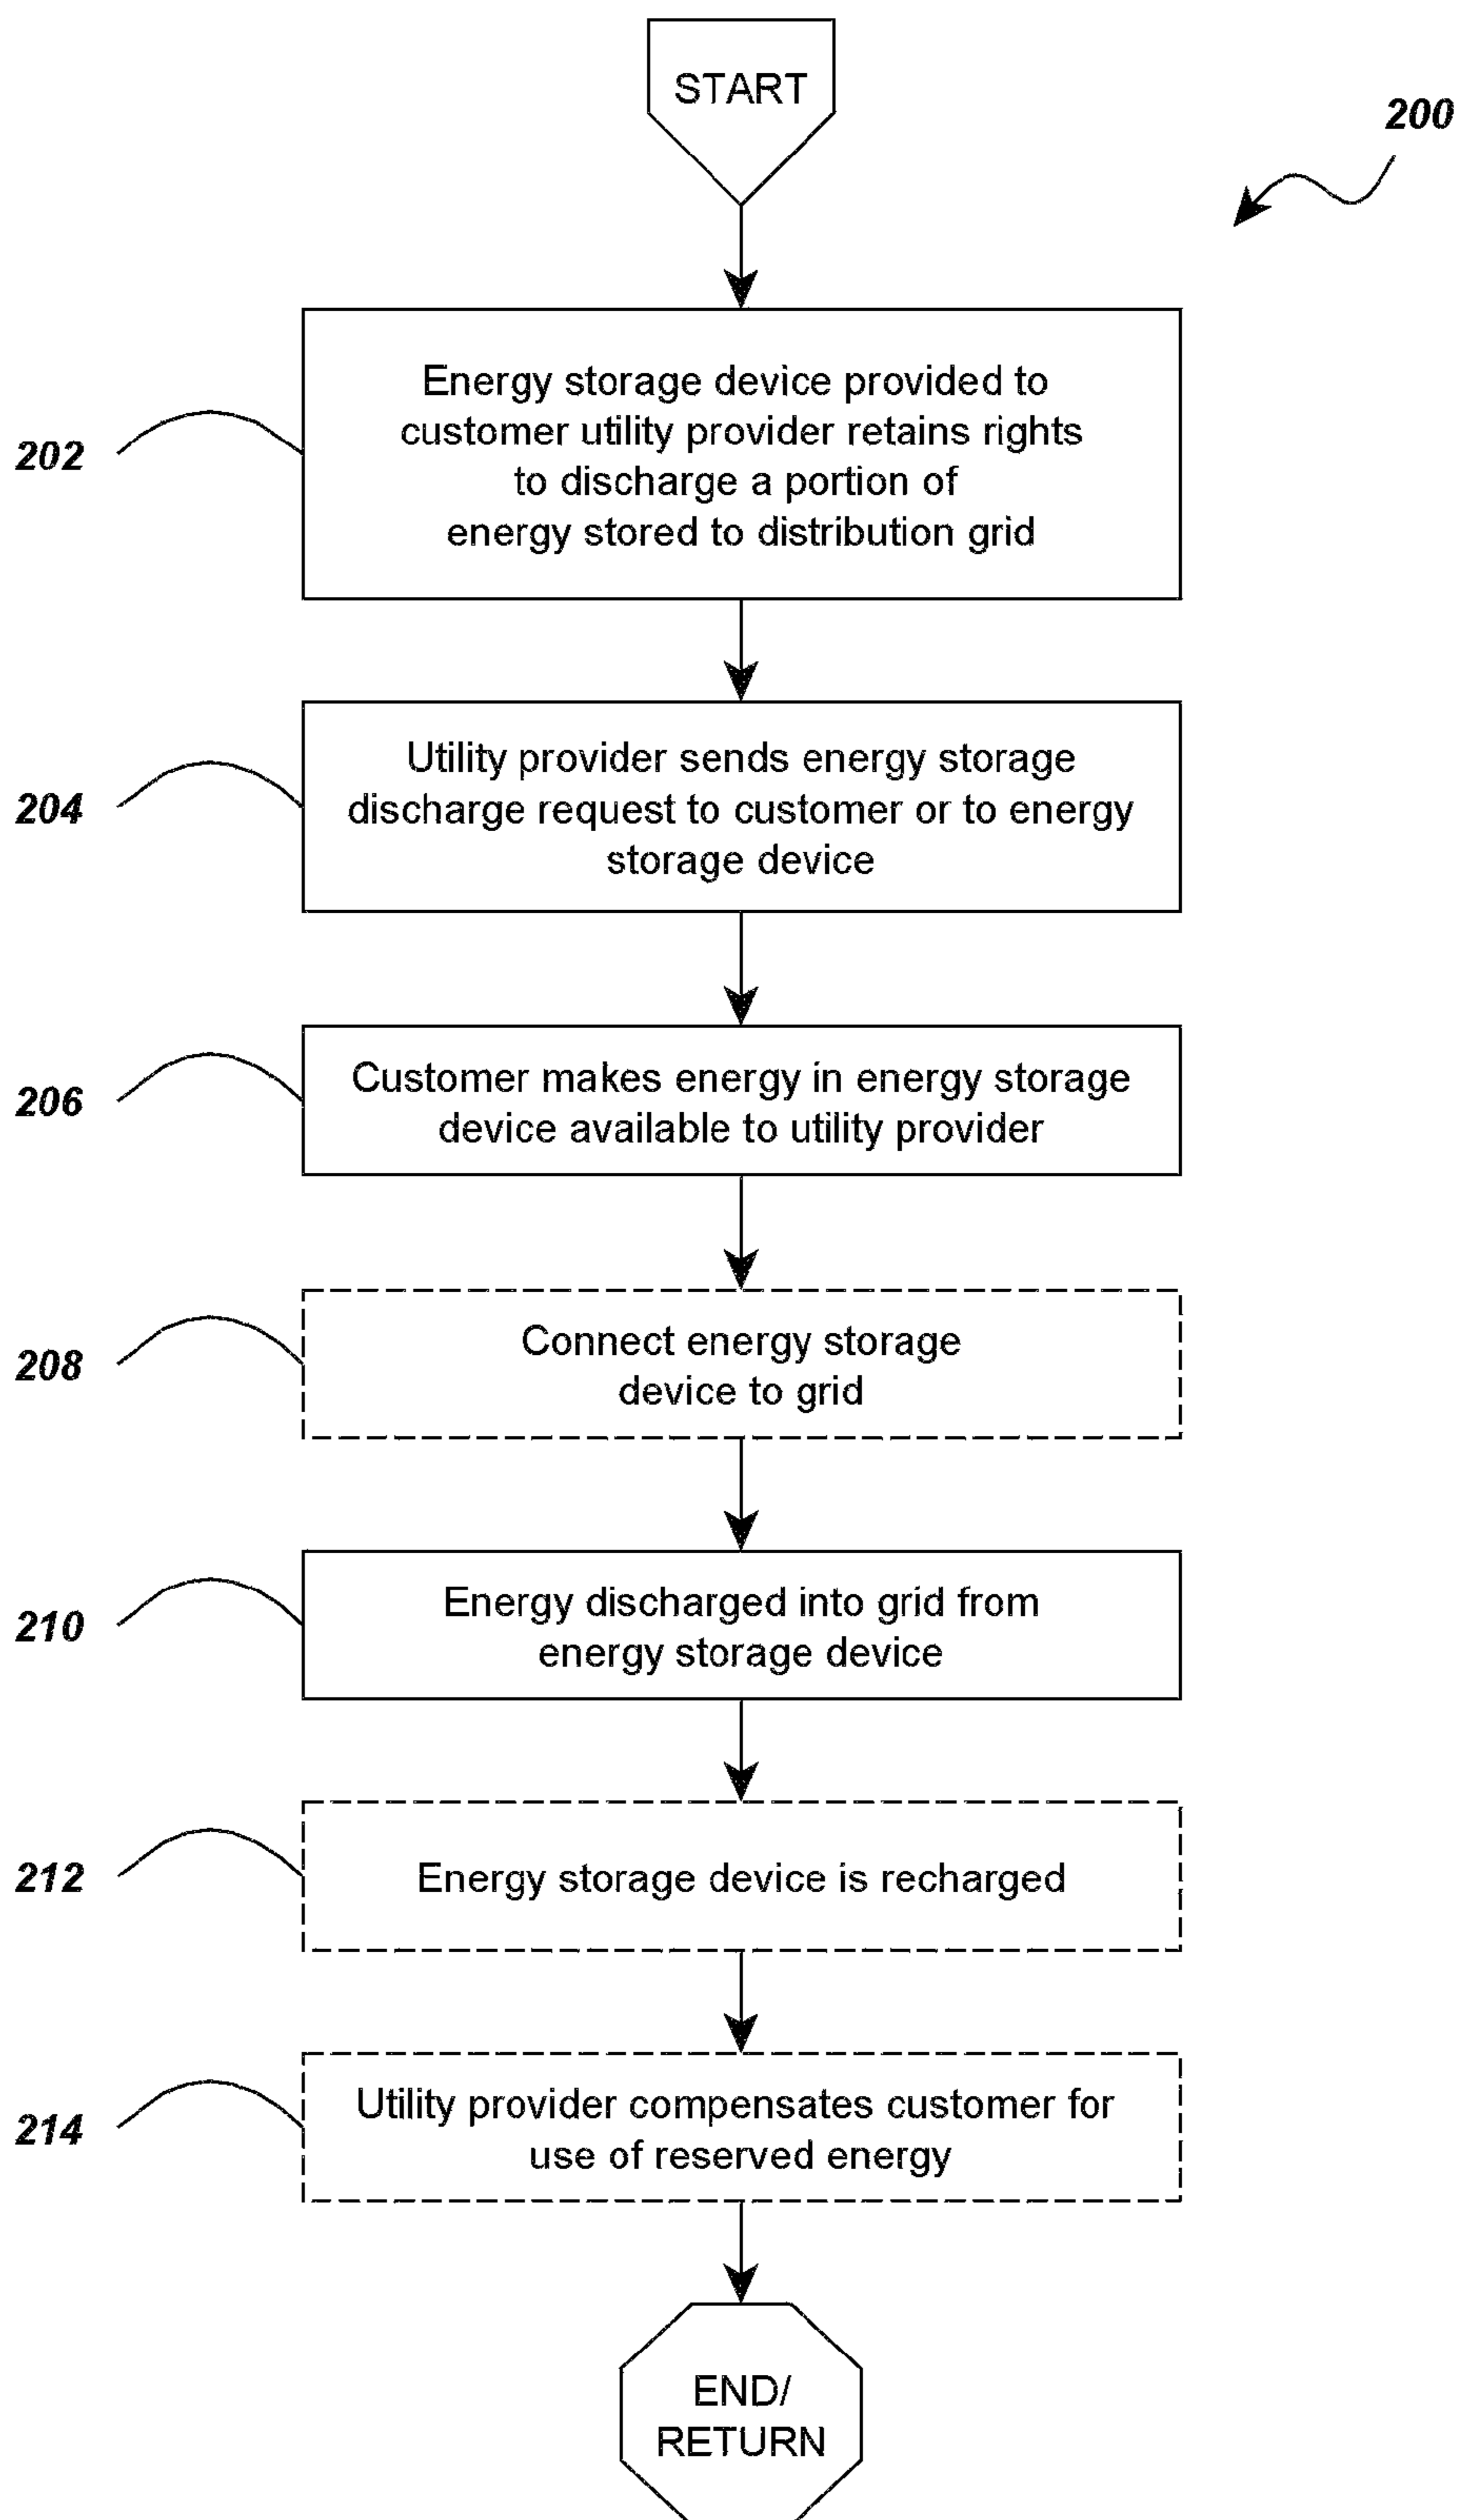 START
200
202
Energy storage device provided to
customer utility provider retains rights
to discharge a portion of
energy stored to distribution grid
204
Utility provider sends energy storage
discharge request to customer or to energy
storage device
206
Customer makes energy in energy storage
device available to utility provider
208
Connect energy storage
device to grid
210
Energy discharged into grid from
energy storage device
212
Energy storage device is recharged
214
Utility provider compensates customer for
use of reserved energy
END/
RETURN